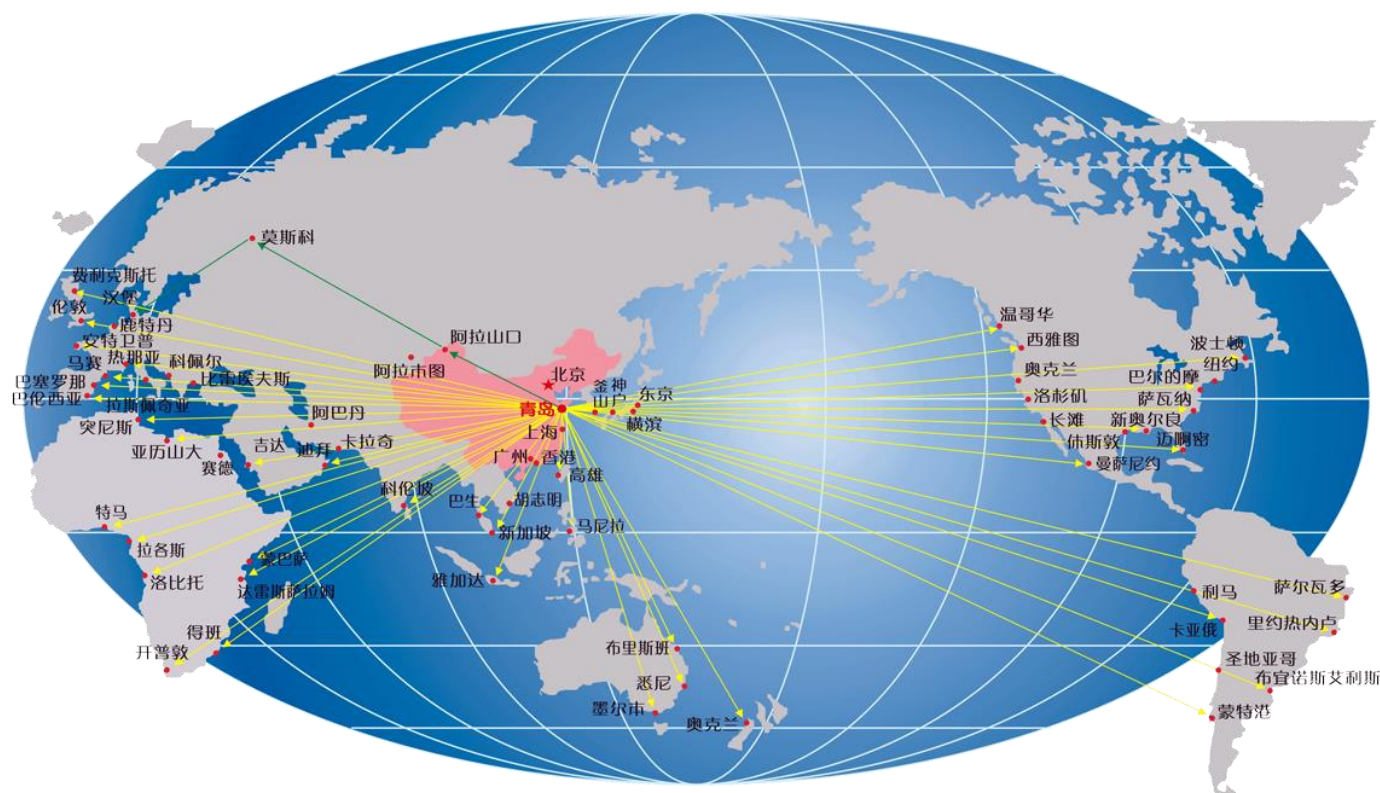 莫斯科
费利克斯托
汉堡
伦敦
鹿特丹
安特卫普
热那亚
马赛
科佩尔
巴塞罗那
比雷埃夫斯
巴伦西亚
拉斯佩奇亚
突尼斯
阿巴丹
亚历山大
吉达
迪拜
卡拉奇
赛德
阿拉山口
阿拉市图
北京
釜山
神户
东京
青岛
横滨
上海
广州
香港
高雄
科伦坡
巴生
胡志明
新加坡
马尼拉
雅加达
特马
拉各斯
洛比托
蒙巴萨
达雷斯萨拉姆
得班
开普敦
布里斯班
悉尼
墨尔本
奥克兰
温哥华
西雅图
奥克兰
洛杉矶
长滩
波士顿
纽约
巴尔的摩
萨瓦纳
新奥尔良
休斯敦
迈啊密
曼萨尼约
利马
萨尔瓦多
卡亚俄
里约热内卢
圣地亚哥
布宜诺斯艾利斯
蒙特港